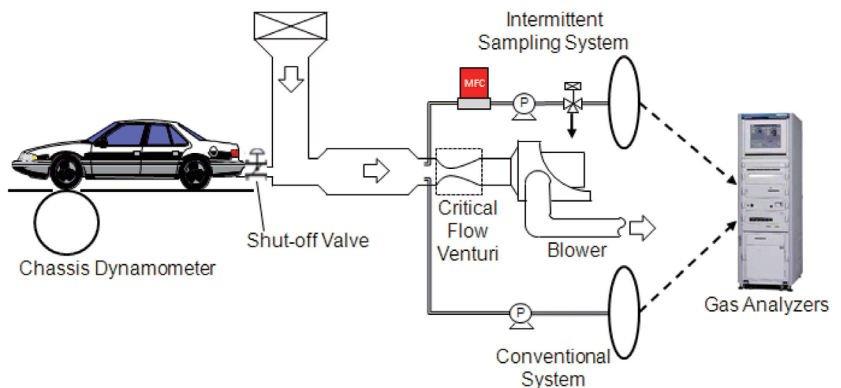 Intermittent
Sampling System
MFC
P
Critical
Flow
Venturi
Shut-off Valve
Blower
Chassis Dynamometer
Gas Analyzers
P
Conventional
System